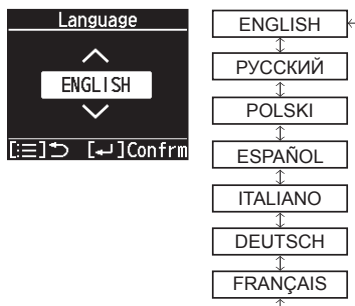 Language
ENGLISH
[:☰]⮌ [↵]Confrm
ENGLISH
РУССКИЙ
POLSKI
ESPAÑOL
ITALIANO
DEUTSCH
FRANÇAIS